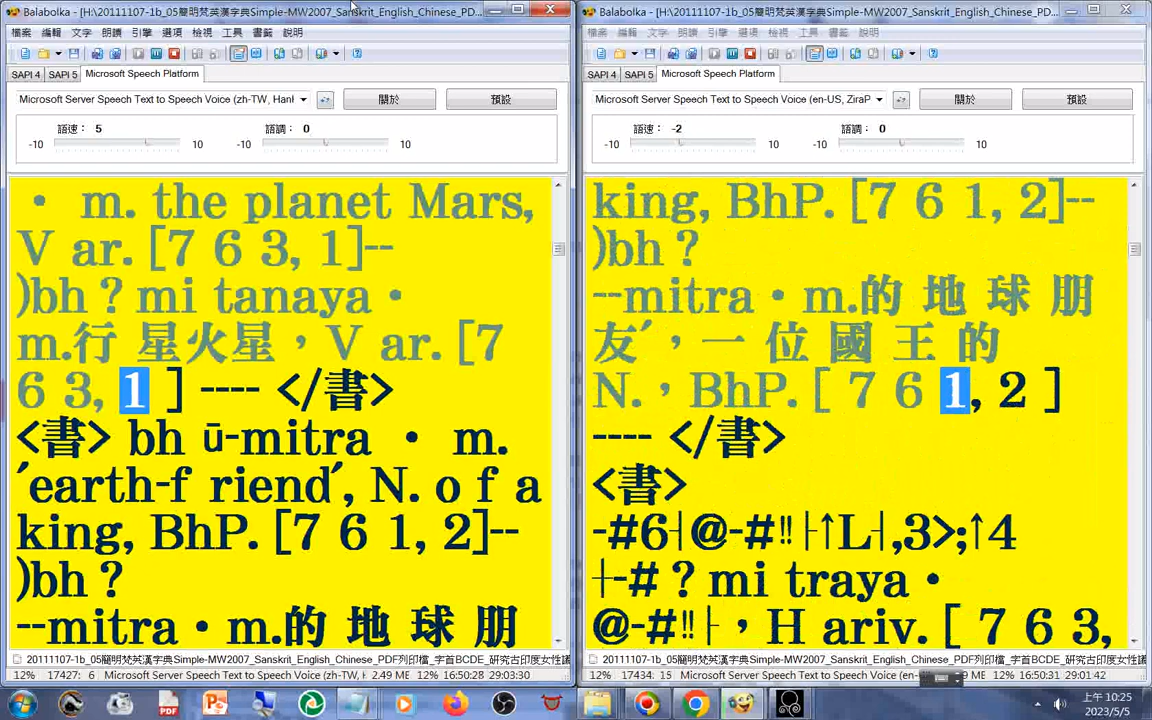 Balabolka - [H:\20111107-1b_05簡明梵英漢字典Simple-MW2007_Sanskrit_English_Chinese_PD...
檔案 編輯 文字 朗讀 引擎 選項 檢視 工具 書籤 說明
SAPI 4 SAPI 5 Microsoft Speech Platform
Microsoft Server Speech Text to Speech Voice (zh-TW, Hanl 關於 預設
語速： 5 語調： 0
-10 10 -10 10
• m. the planet Mars,
V ar. [7 6 3, 1]--
)bh？mi tanaya•
m.行 星火星，V ar. [7
6 3, 1 ] ---- </書>
<書> bh ū-mitra • m.
′earth-f riend′, N. o f a
king, BhP. [7 6 1, 2]--
)bh？
--mitra•m.的 地 球 朋
20111107-1b_05簡明梵英漢字典Simple-MW2007_Sanskrit_English_Chinese_PDF列印檔_字首BCDE_研究古印度女性議
12% 17427: 6 Microsoft Server Speech Text to Speech Voice (zh-TW, H 2.49 MB 12% 16:50:28 29:03:30
Balabolka - [H:\20111107-1b_05簡明梵英漢字典Simple-MW2007_Sanskrit_English_Chinese_PD...
檔案 編輯 文字 朗讀 引擎 選項 檢視 工具 書籤 說明
SAPI 4 SAPI 5 Microsoft Speech Platform
Microsoft Server Speech Text to Speech Voice (en-US, ZiraP 關於 預設
語速： -2 語調： 0
-10 10 -10 10
king, BhP. [7 6 1, 2]--
)bh？
--mitra•m.的 地 球 朋
友′，一 位 國 王 的
N.，BhP. [ 7 6 1, 2 ]
---- </書>
<書>
-#6┤@-#‼├↑L┤,3>;↑4
┼-#？mi traya•
@-#‼├，H ariv. [ 7 6 3,
20111107-1b_05簡明梵英漢字典Simple-MW2007_Sanskrit_English_Chinese_PDF列印檔_字首BCDE_研究古印度女性議
12% 17434: 15 Microsoft Server Speech Text to Speech Voice (en-US, 12% 16:50:31 29:01:42
PDF
上午 10:25
2023/5/5